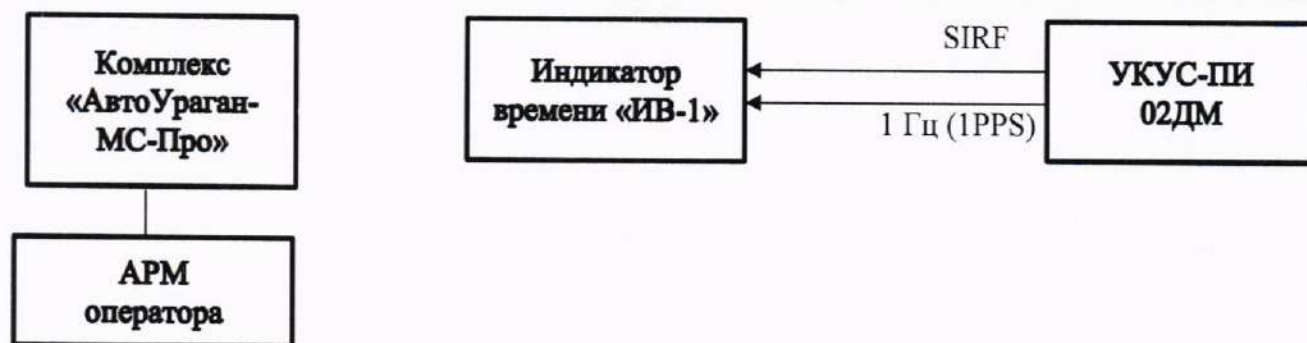 Комплекс
«АвтоУраган-
МС-Про»
АРМ
оператора
Индикатор
времени «ИВ-1»
SIRF
1 Гц (1PPS)
УКУС-ПИ
02ДМ